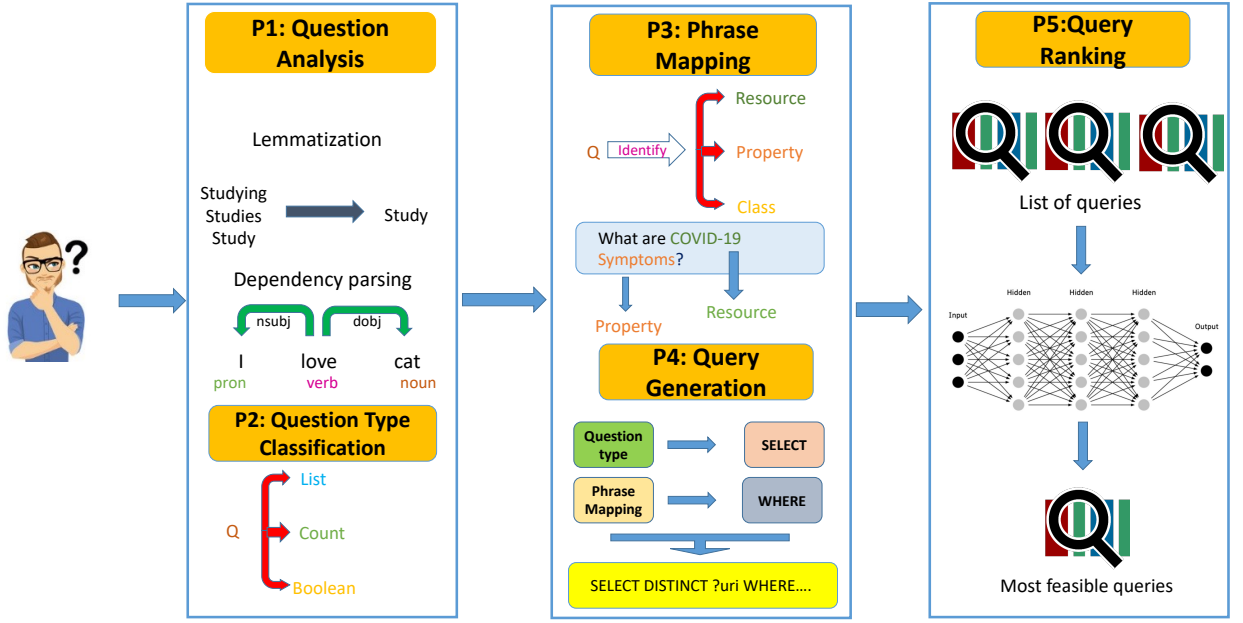 P1: Question
Analysis
Lemmatization
Studying
Studies
Study
Study
Dependency parsing
nsubj
dobj
I
love
cat
pron
verb
noun
P2: Question Type
Classification
List
Q
Count
Boolean
P3: Phrase
Mapping
Resource
Q
Identify
Property
Class
What are COVID-19
Symptoms?
Property
Resource
P4: Query
Generation
Question
type
SELECT
Phrase
Mapping
WHERE
SELECT DISTINCT ?uri WHERE....
P5:Query
Ranking
List of queries
Hidden
Hidden
Hidden
Input
Output
Most feasible queries
?